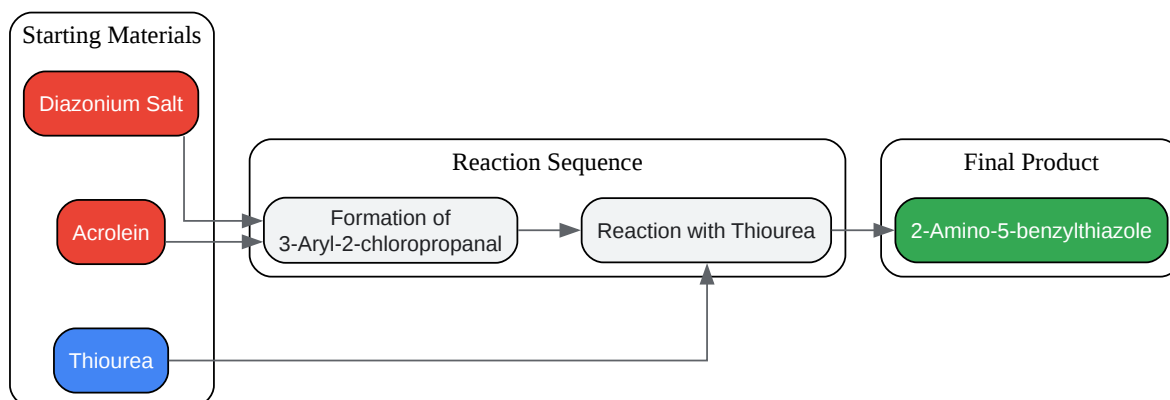 Starting Materials
Diazonium Salt
Acrolein
Thiourea
Reaction Sequence
Formation of
3-Aryl-2-chloropropanal
Reaction with Thiourea
Final Product
2-Amino-5-benzylthiazole